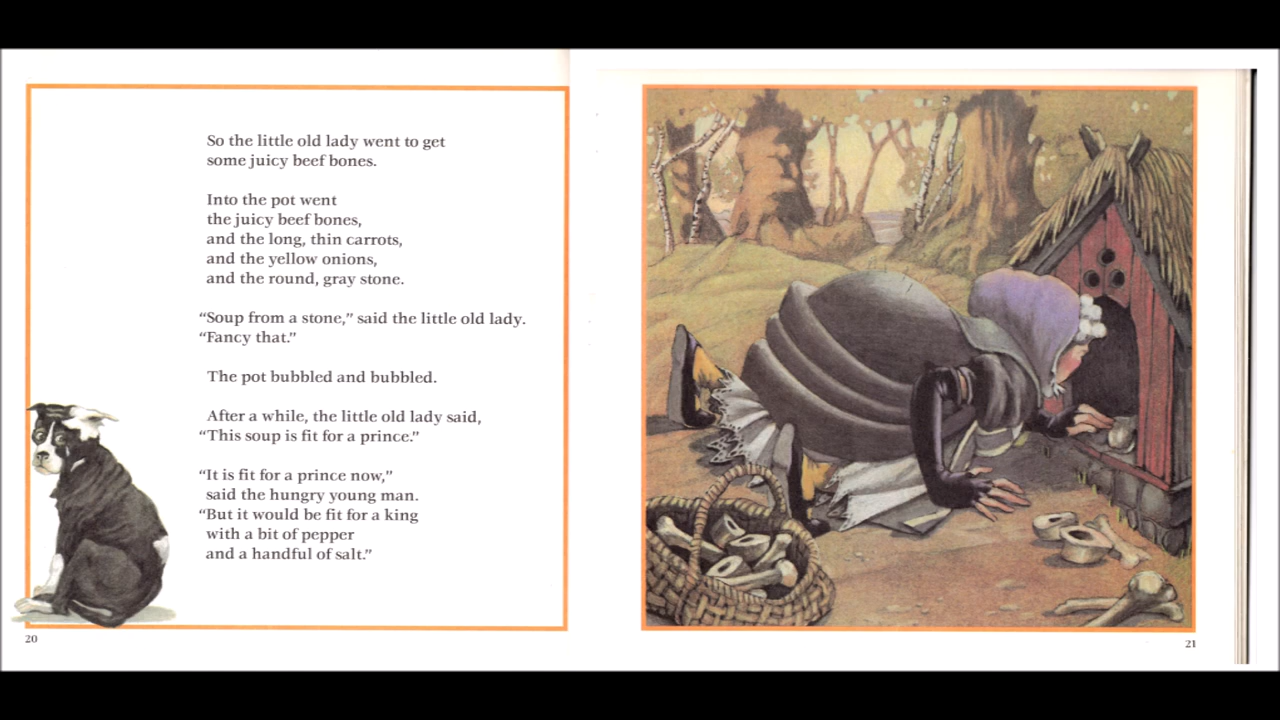 So the little old lady went to get
some juicy beef bones.
Into the pot went
the juicy beef bones,
and the long, thin carrots,
and the yellow onions,
and the round, gray stone.
“Soup from a stone,” said the little old lady.
“Fancy that.”
The pot bubbled and bubbled.
After a while, the little old lady said,
“This soup is fit for a prince.”
“It is fit for a prince now,”
said the hungry young man.
“But it would be fit for a king
with a bit of pepper
and a handful of salt.”
20
21